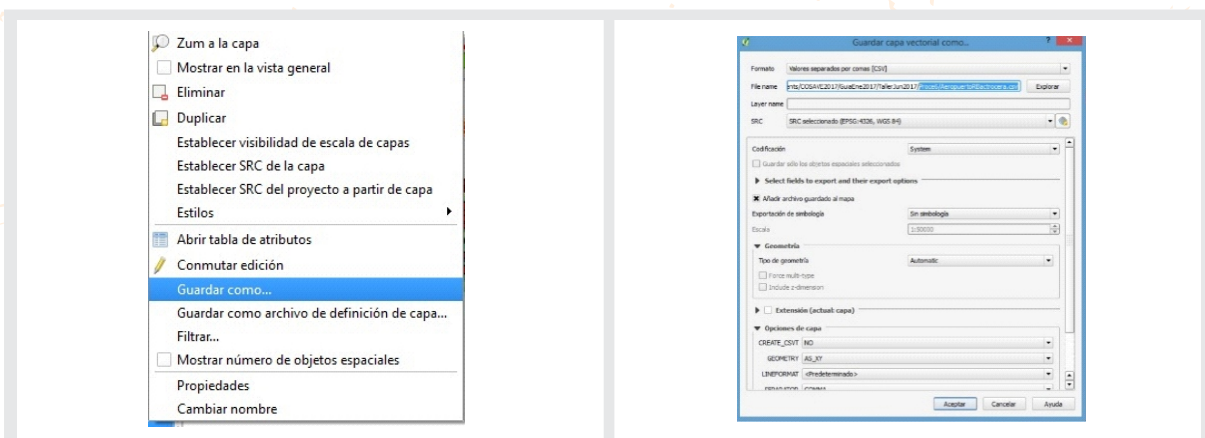 Zum a la capa
Mostrar en la vista general
Eliminar
Duplicar
Establecer visibilidad de escala de capas
Establecer SRC de la capa
Establecer SRC del proyecto a partir de capa
Estilos
Abrir tabla de atributos
Conmutar edición
Guardar como...
Guardar como archivo de definición de capa...
Filtrar...
Mostrar número de objetos espaciales
Propiedades
Cambiar nombre
Guardar capa vectorial como...
Formato Valores separados por comas [CSV]
File name Explorar
Layer name
SRC SRC seleccionado (EPSG:4326, WGS 84)
Codificación System
Guardar sólo los objetos espaciales seleccionados
Select fields to export and their export options
Añadir archivo guardado al mapa
Exportación de simbología Sin simbología
Escala 1:50000
Geometría
Tipo de geometría Automatic
Force multi-type
Include z-dimension
Extensión (actual: capa)
Opciones de capa
CREATE_CSVT NO
GEOMETRY AS_XY
LINEFORMAT <Predeterminado>
SEPARATOR COMMA
Aceptar Cancelar Ayuda